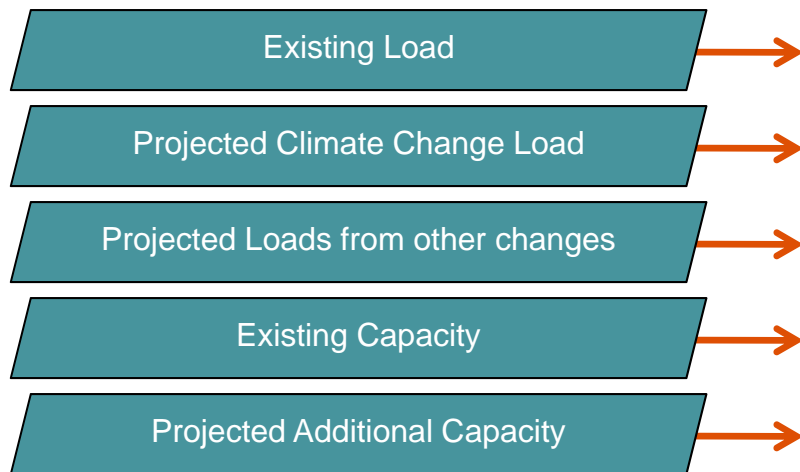 Existing Load
Projected Climate Change Load
Projected Loads from other changes
Existing Capacity
Projected Additional Capacity